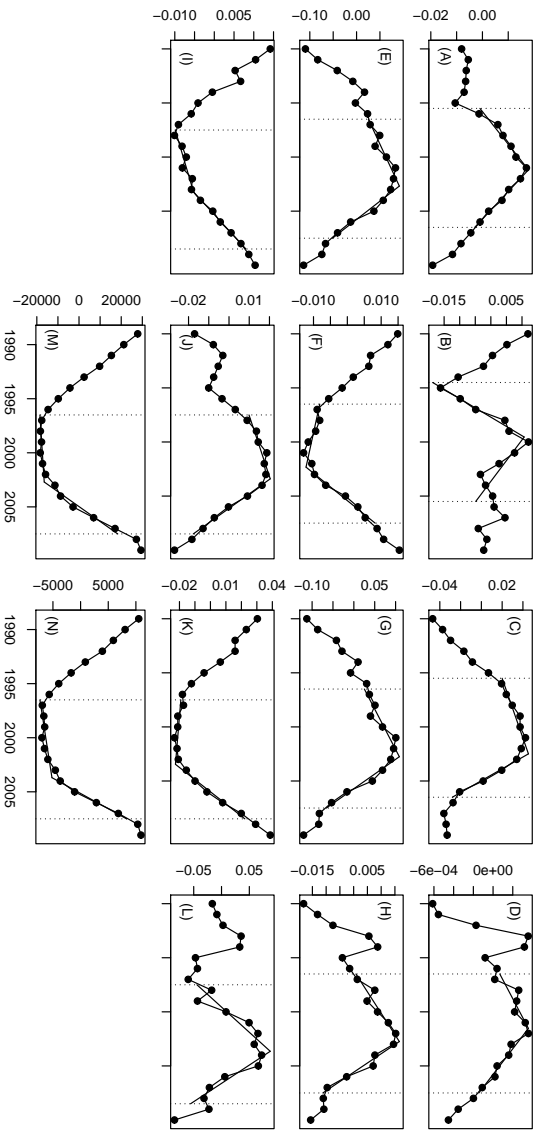 −0.02 0.00
(A)
−0.015 0.005
(B)
−0.04 0.02
(C)
−6e−04 0e+00
(D)
−0.10 0.00
(E)
−0.010 0.010
(F)
−0.10 0.05
(G)
−0.015 0.005
(H)
−0.010 0.005
(I)
−0.02 0.01
(J)
−0.02 0.01 0.04
(K)
−0.05 0.05
(L)
−20000 0 20000
(M)
1990 1995 2000 2005
−5000 5000
(N)
1990 1995 2000 2005